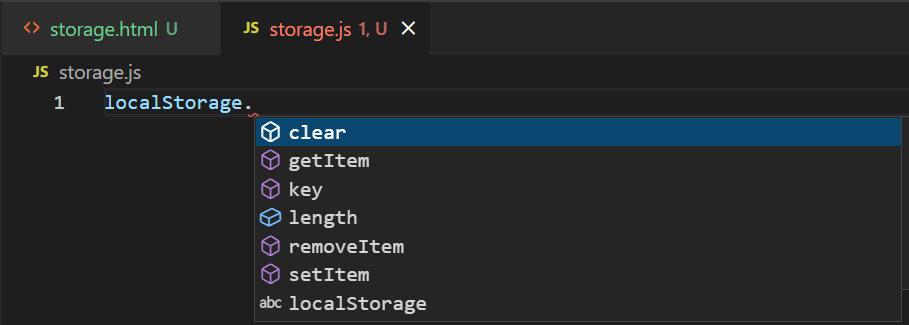 <> storage.html U JS storage.js 1, U ×
JS storage.js
1 localStorage.
clear
getItem
key
length
removeItem
setItem
abc localStorage